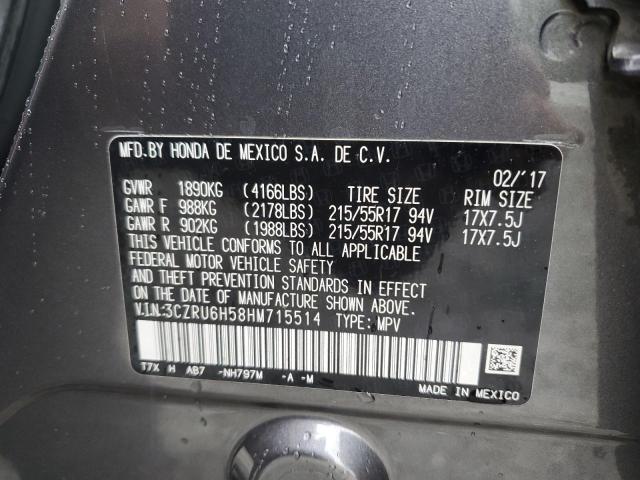 MFD.BY HONDA DE MEXICO S.A. DE C.V.
02/'17
GVWR 1890KG (4166LBS) TIRE SIZE RIM SIZE
GAWR F 988KG (2178LBS) 215/55R17 94V 17X7.5J
GAWR R 902KG (1988LBS) 215/55R17 94V 17X7.5J
THIS VEHICLE CONFORMS TO ALL APPLICABLE
FEDERAL MOTOR VEHICLE SAFETY
AND THEFT PREVENTION STANDARDS IN EFFECT
ON THE DATE OF MANUFACTURE SHOWN ABOVE.
V.I.N:3CZRU6H58HM715514 TYPE: MPV
T7X H AB7 -NH797M -A -M
MADE IN MEXICO